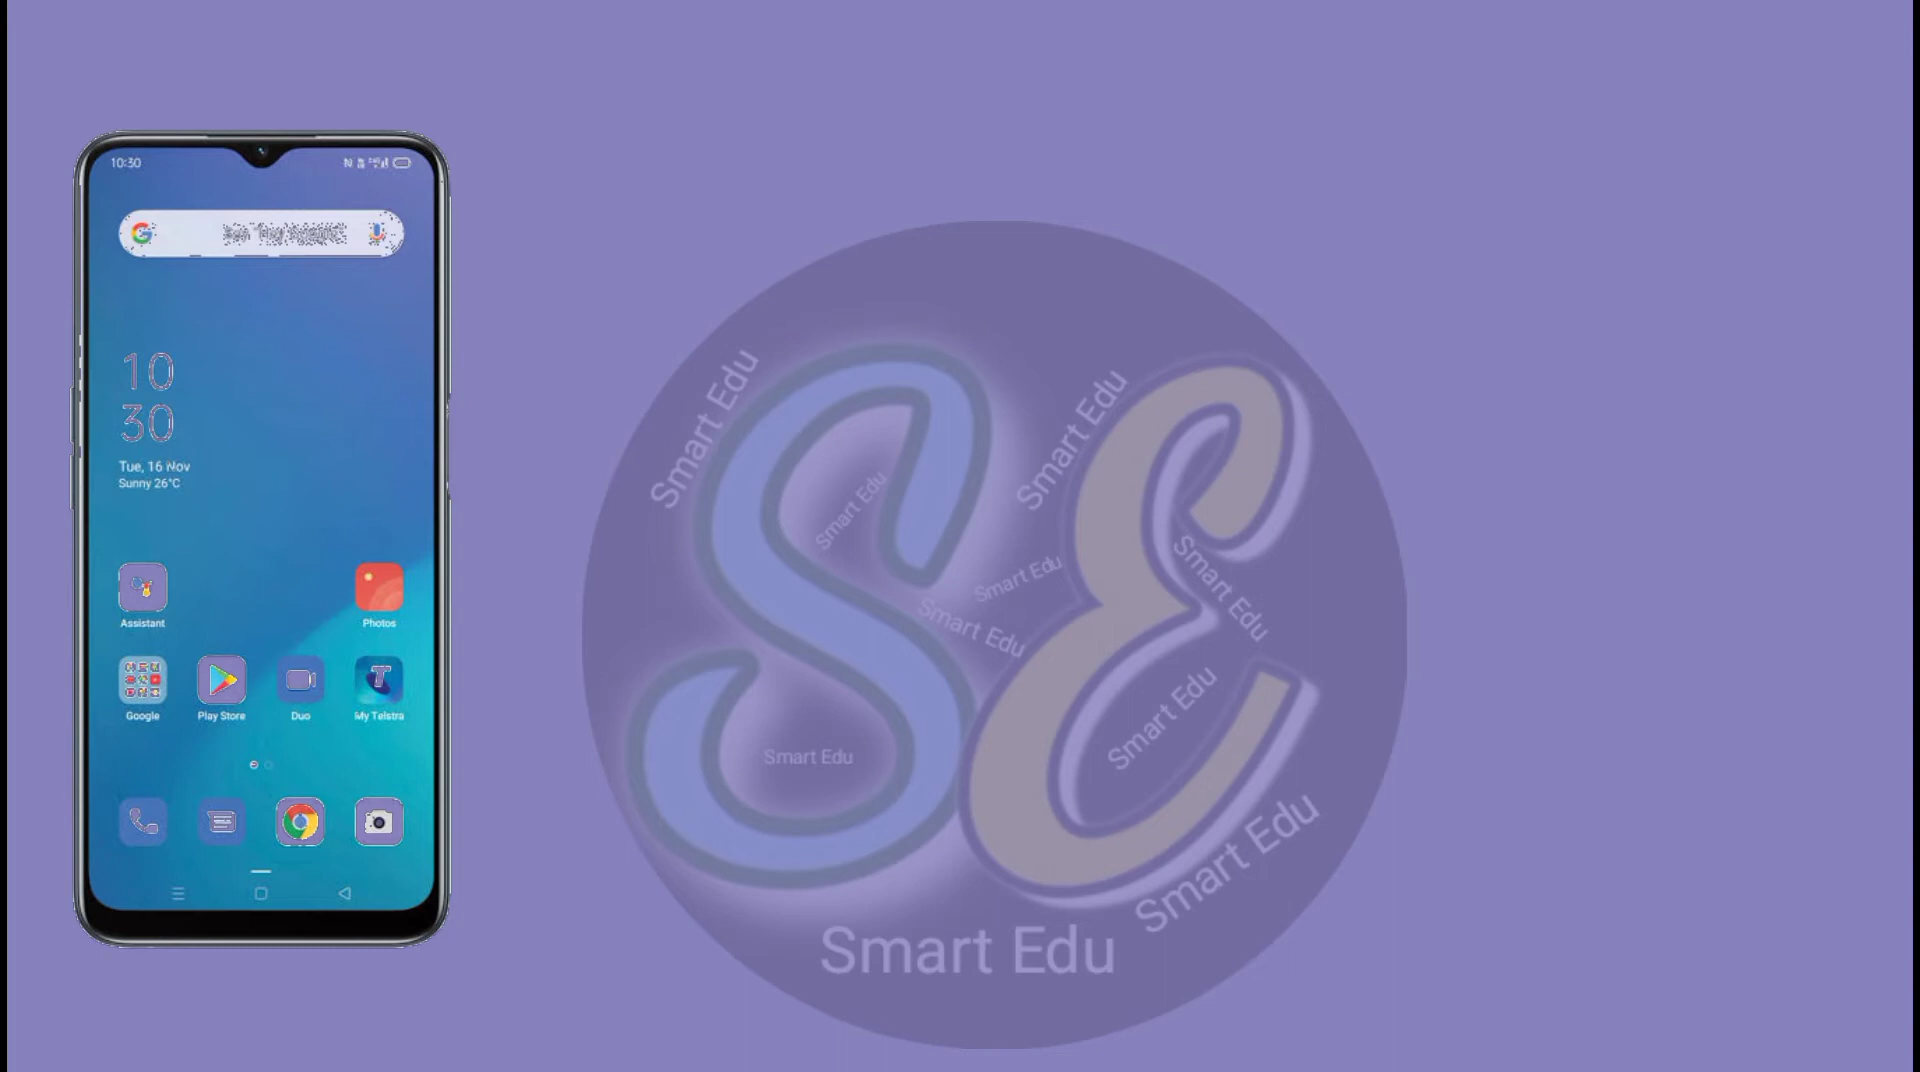 10:30
10
30
Tue, 16 Nov
Sunny 26°C
Assistant
Photos
Google
Play Store
Duo
My Telstra
Smart Edu
Smart Edu
Smart Edu
Smart Edu
Smart Edu
Smart Edu
Smart Edu
Smart Edu
Smart Edu
Smart Edu
SE